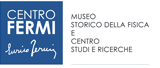 CENTRO
FERMI
Enrico Fermi
MUSEO
STORICO DELLA FISICA
E
CENTRO
STUDI E RICERCHE